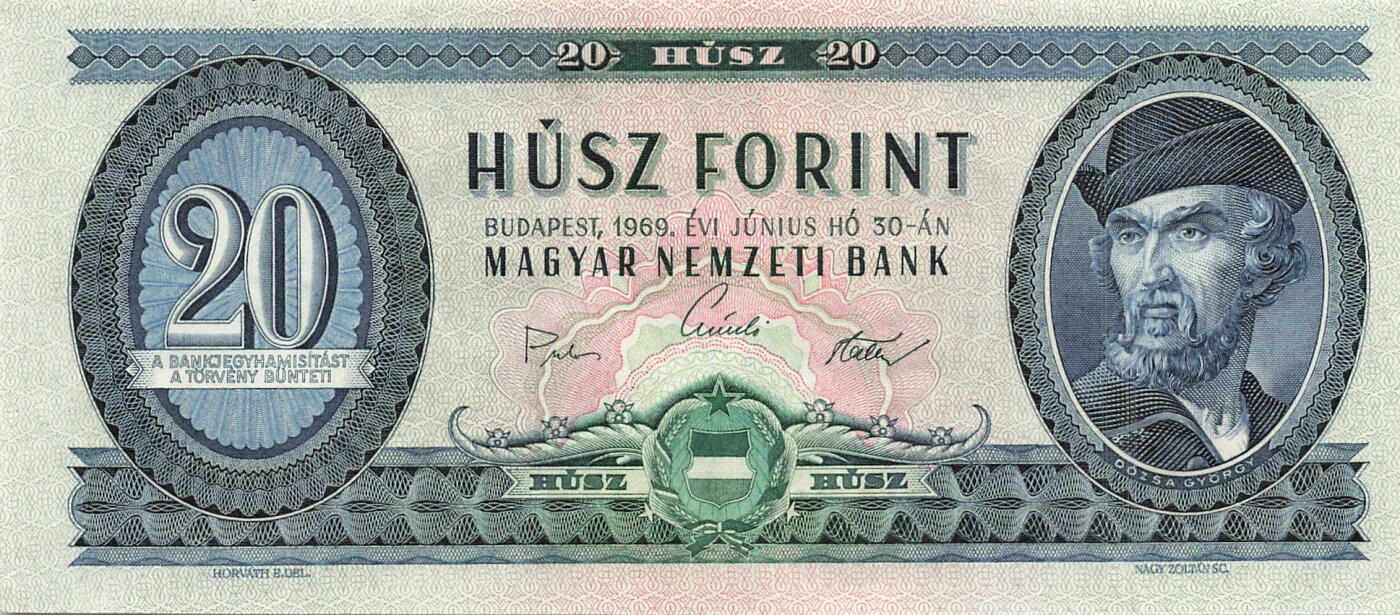 20 HÚSZ 20
HÚSZ FORINT
BUDAPEST, 1969. ÉVI JÚNIUS HÓ 30-ÁN
MAGYAR NEMZETI BANK
20
A BANKJEGYHAMISÍTÁST
A TÖRVÉNY BÜNTETI
DÓZSA GYÖRGY
HÚSZ HÚSZ
HORVÁTH E. DEL.
NAGY ZOLTÁN SC.